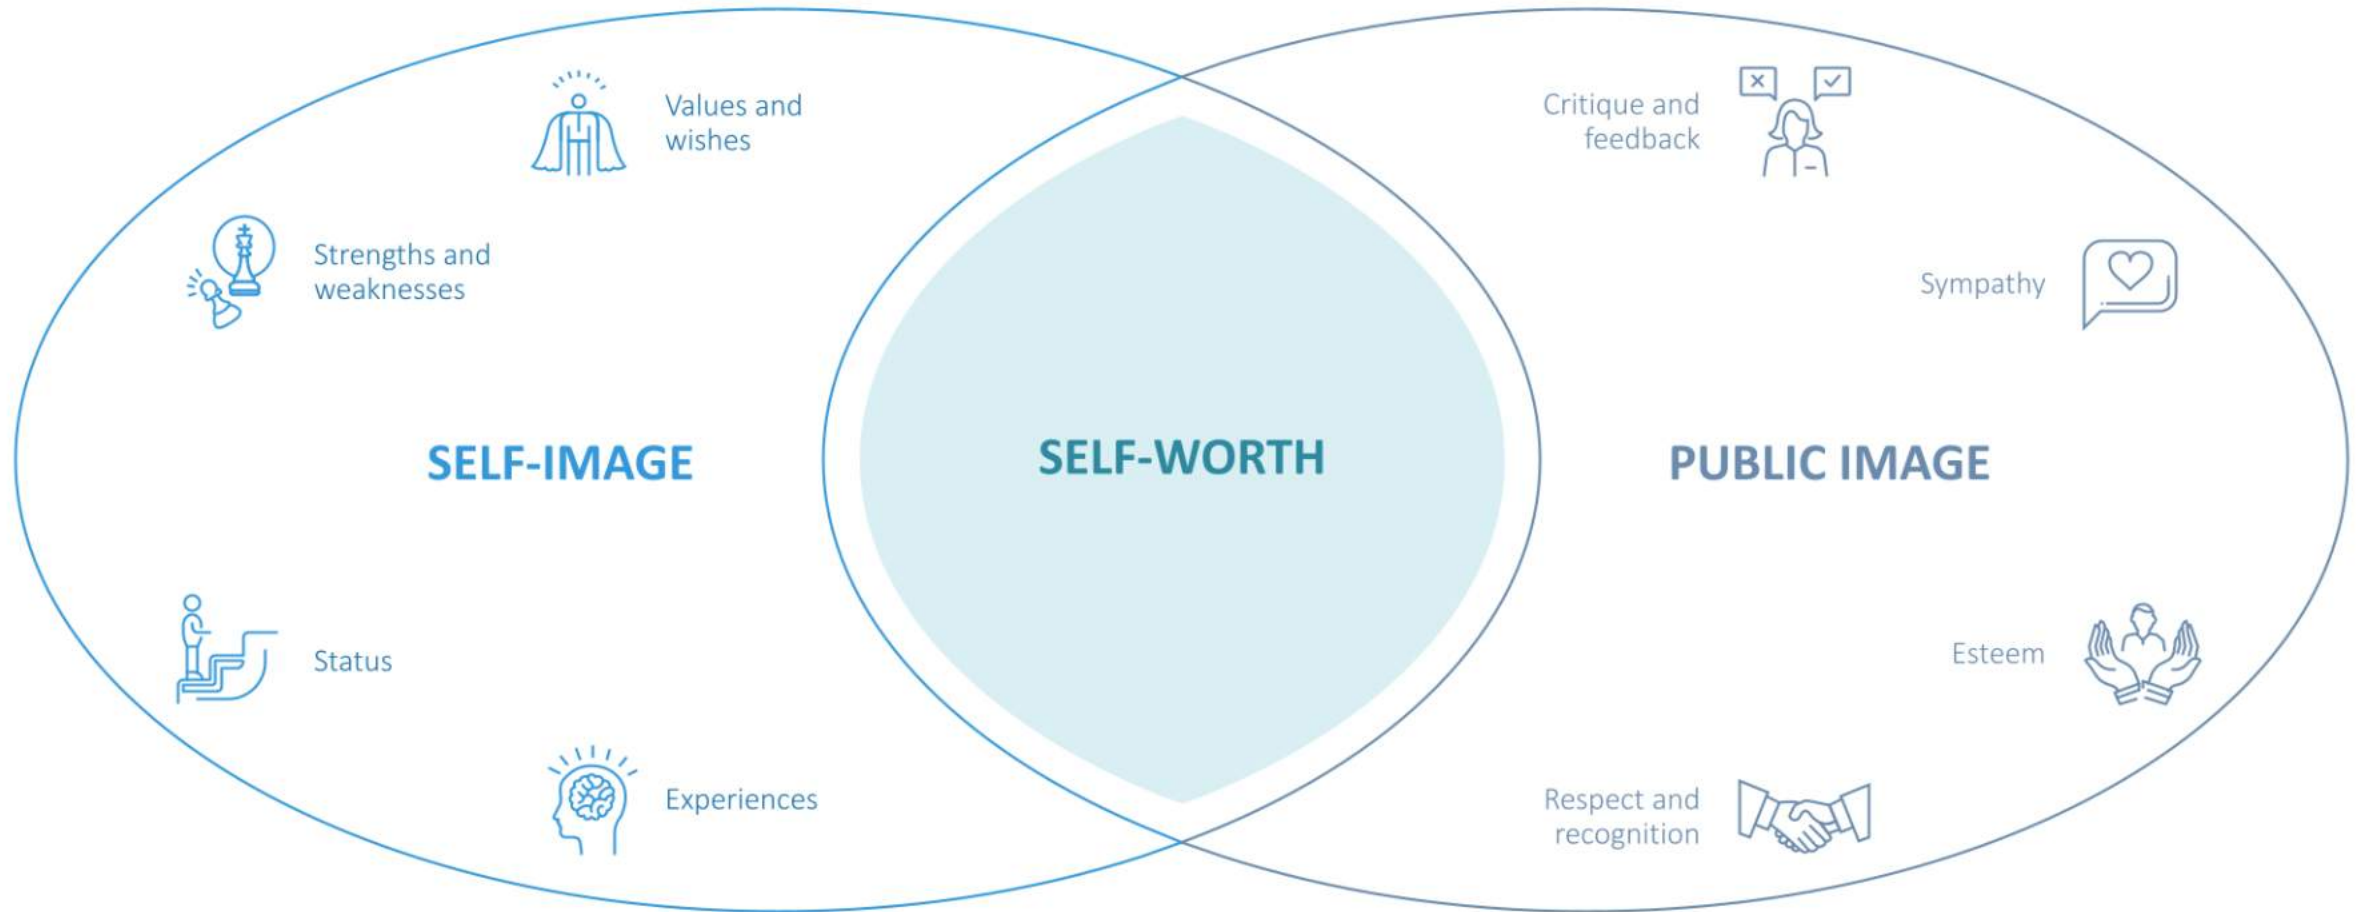 Values and
wishes
Strengths and
weaknesses
SELF-IMAGE
Status
Experiences
SELF-WORTH
Critique and
feedback
Sympathy
PUBLIC IMAGE
Esteem
Respect and
recognition